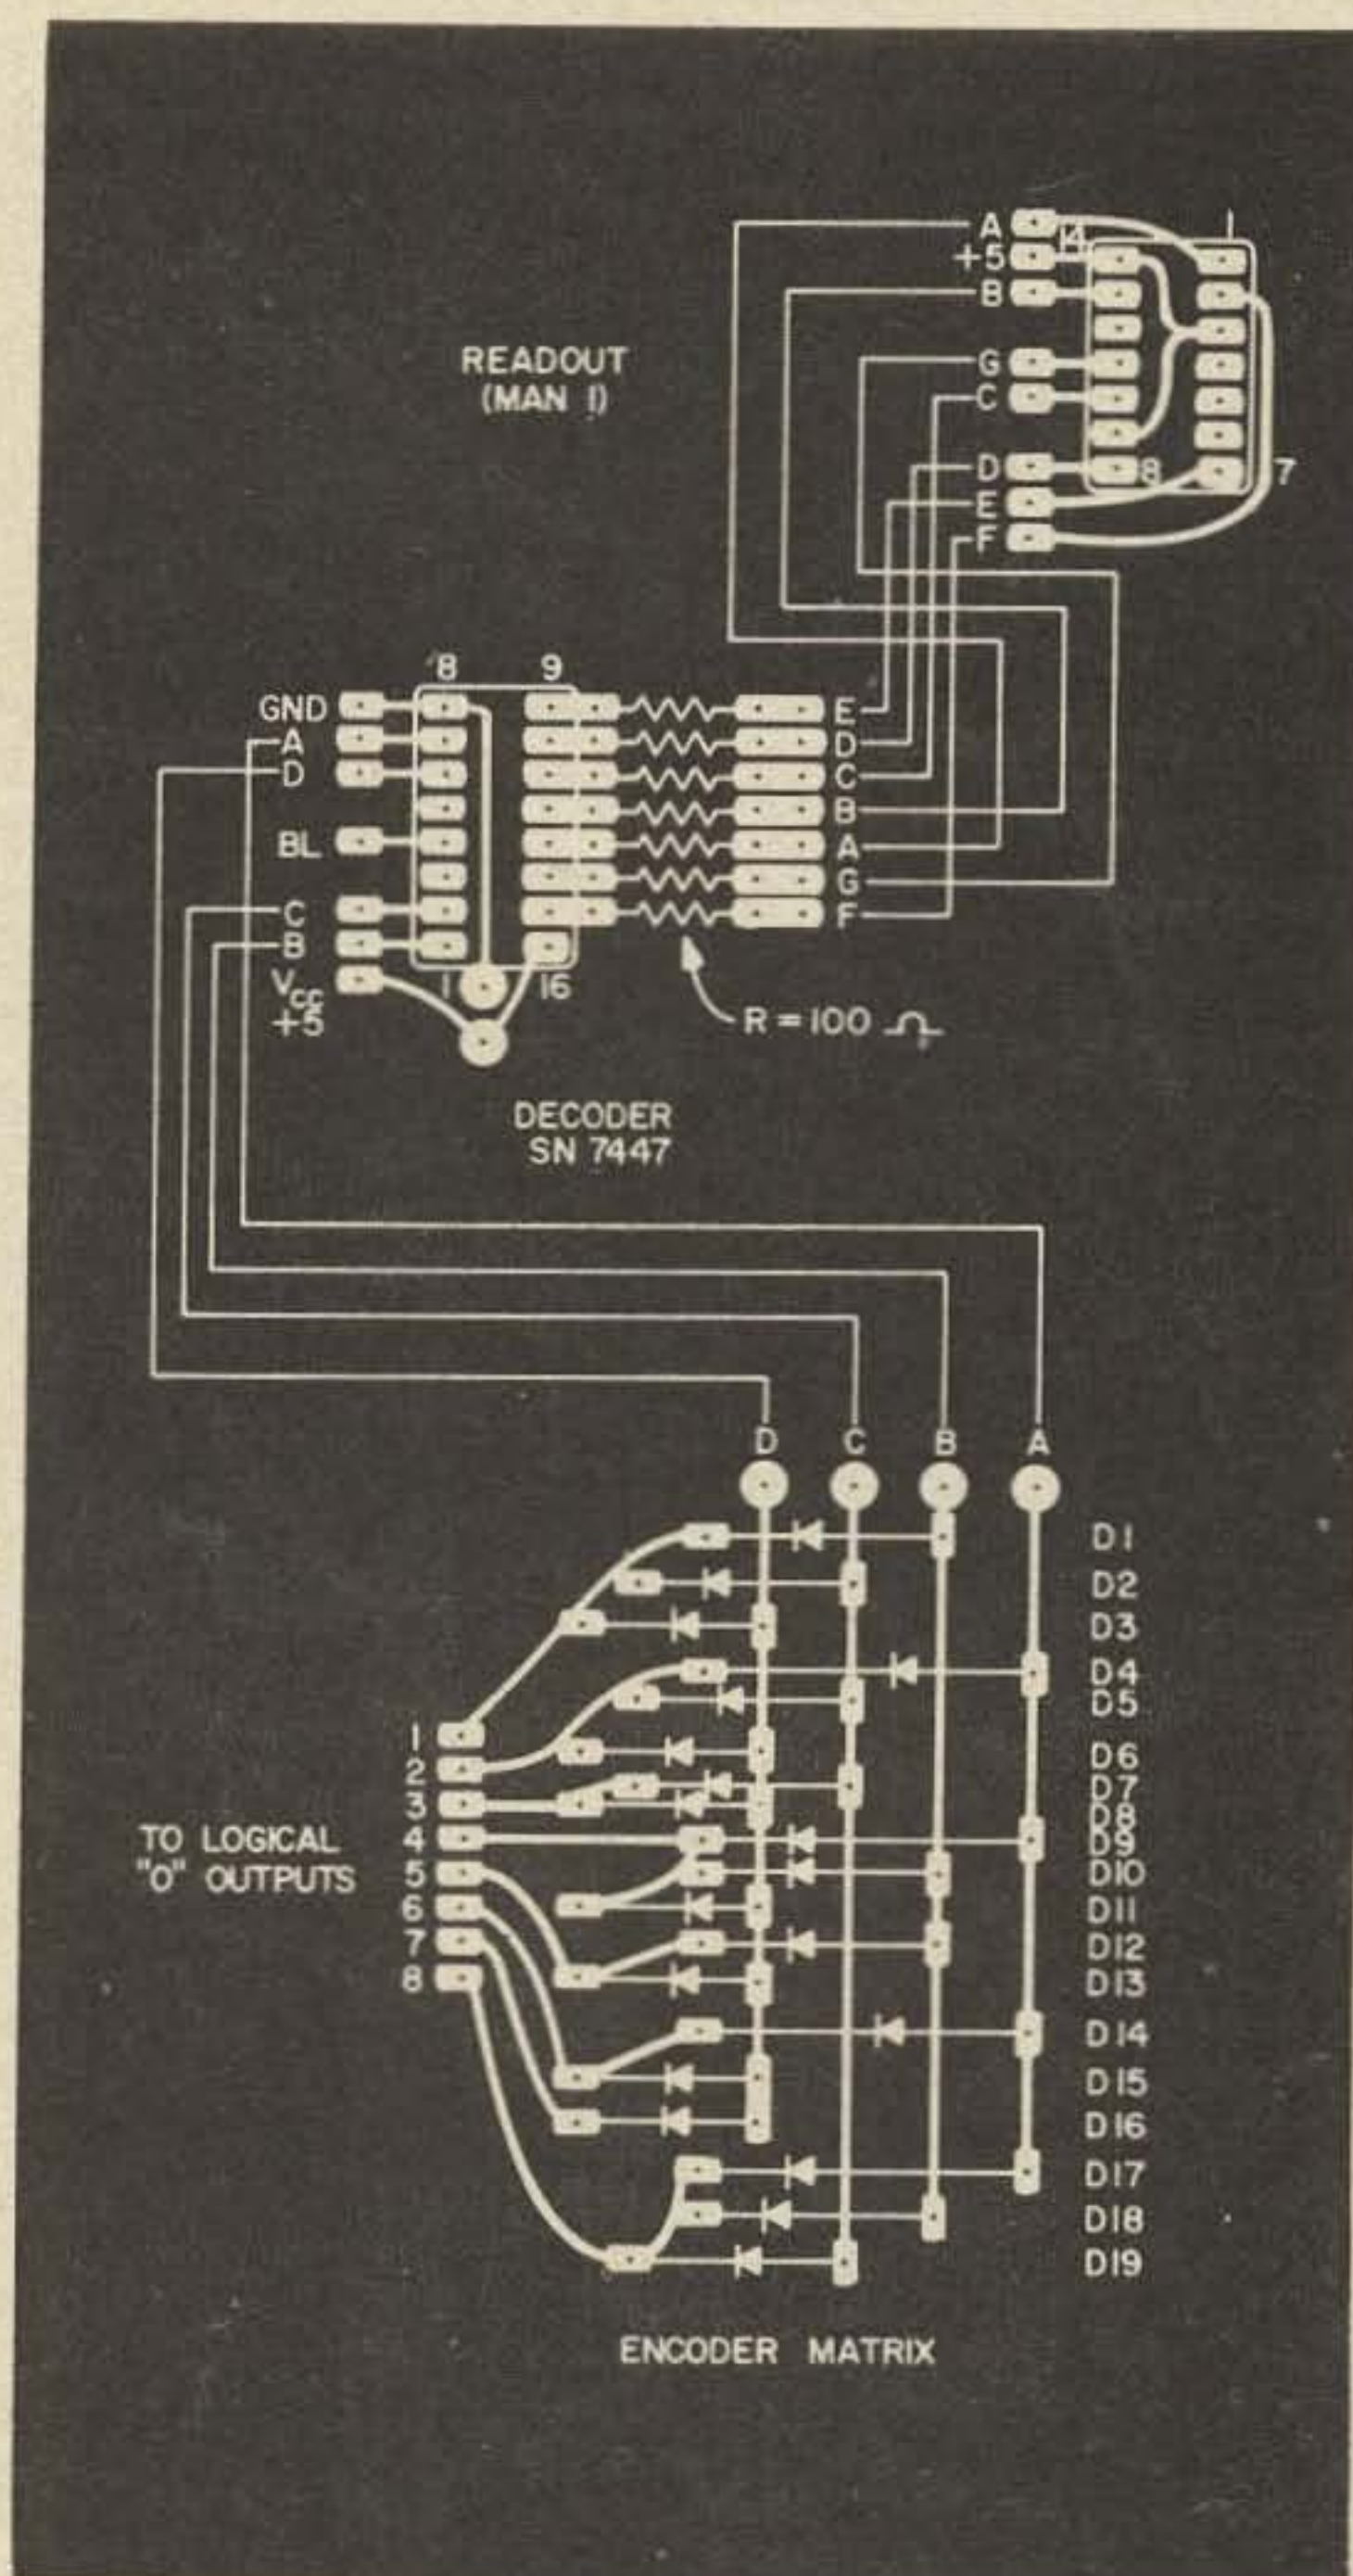 A
14
1
+5
B
READOUT
(MAN 1)
G
C
D
8
7
E
F
8
9
GND
A
D
BL
C
B
VCC
+5
1
16
E
D
C
B
A
G
F
R = 100 Ω
DECODER
SN 7447
D C B A
D1
D2
D3
D4
D5
D6
D7
D8
D9
D10
D11
D12
D13
D14
D15
D16
D17
D18
D19
1
2
3
4
5
6
7
8
TO LOGICAL
"0" OUTPUTS
ENCODER MATRIX